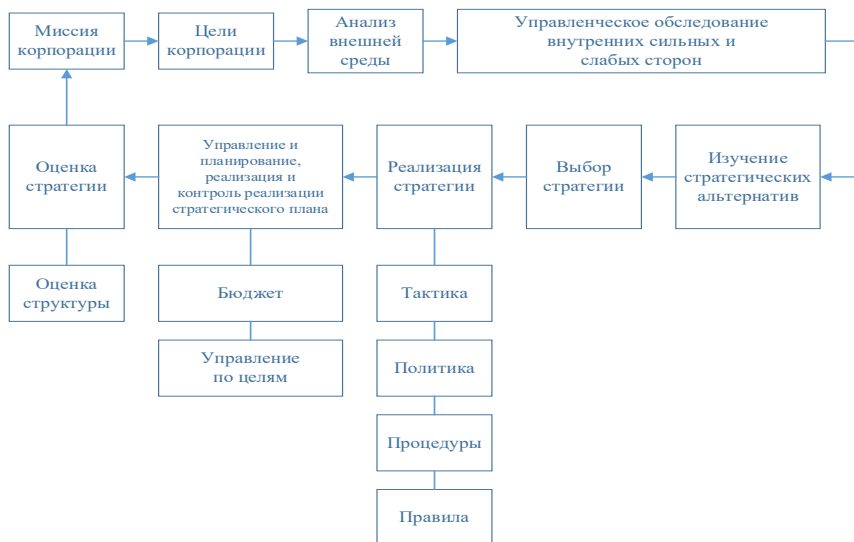 Миссия
корпорации
Цели
корпорации
Анализ
внешней
среды
Управленческое обследование
внутренних сильных и
слабых сторон
Оценка
стратегии
Управление и
планирование,
реализация и
контроль реализации
стратегического плана
Реализация
стратегии
Выбор
стратегии
Изучение
стратегических
альтернатив
Оценка
структуры
Бюджет
Тактика
Управление
по целям
Политика
Процедуры
Правила